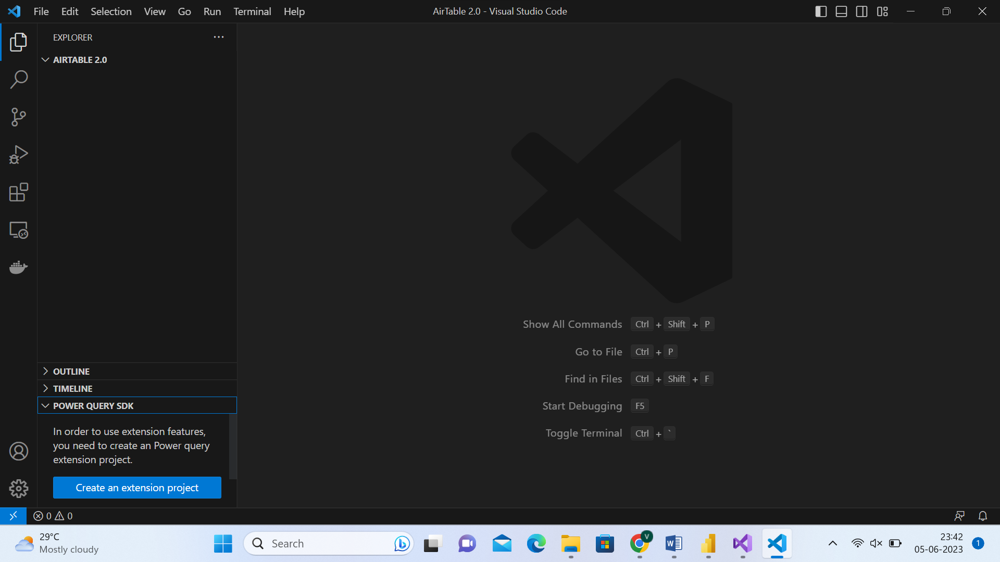 File Edit Selection View Go Run Terminal Help
AirTable 2.0 - Visual Studio Code
EXPLORER
AIRTABLE 2.0
Show All Commands Ctrl + Shift + P
Go to File Ctrl + P
Find in Files Ctrl + Shift + F
Start Debugging F5
Toggle Terminal Ctrl + `
OUTLINE
TIMELINE
POWER QUERY SDK
In order to use extension features,
you need to create an Power query
extension project.
Create an extension project
0 0
29°C
Mostly cloudy
Search
V
W
23:42
05-06-2023
1